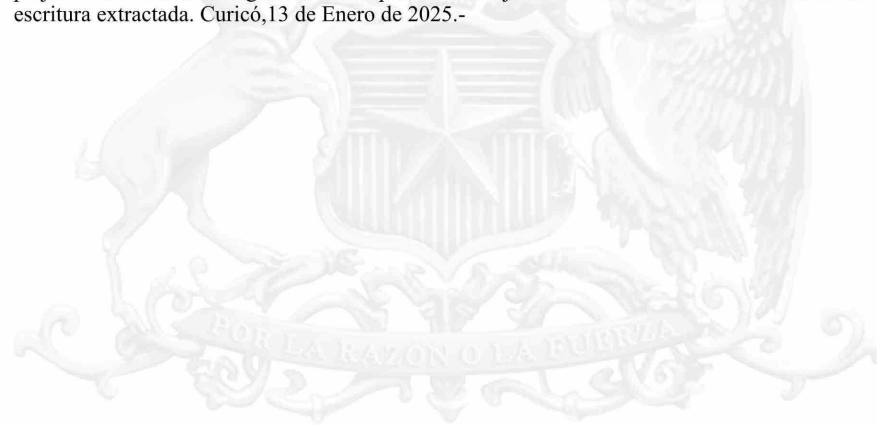 escritura extractada. Curicó,13 de Enero de 2025.-
POR LA RAZON O LA FUERZA